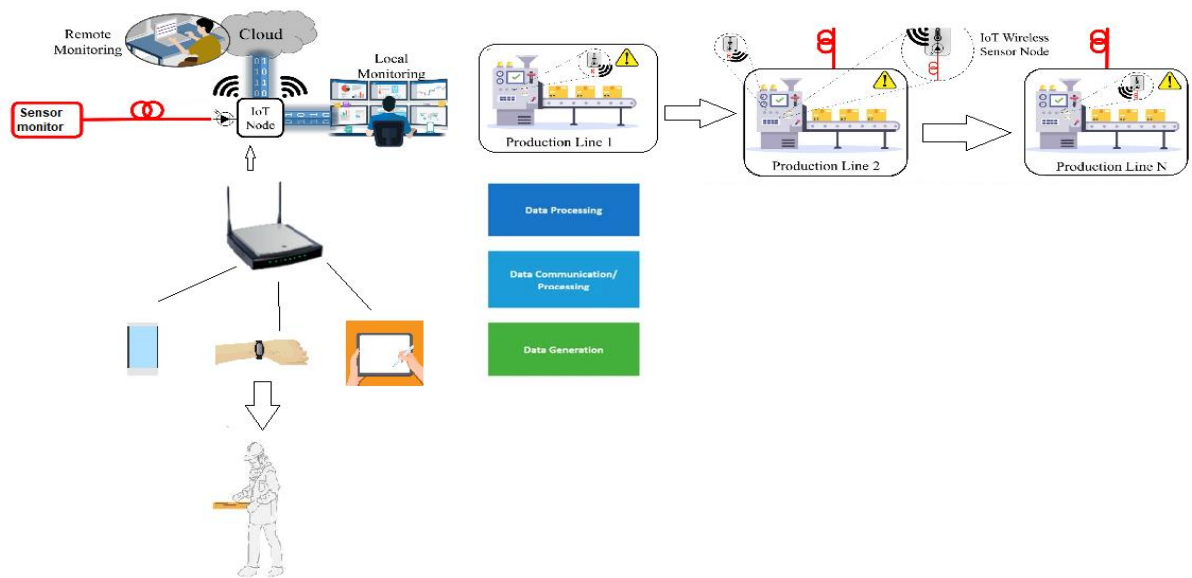 Remote
Monitoring
Cloud
Local
Monitoring
Sensor
monitor
IoT
Node
Production Line 1
IoT Wireless
Sensor Node
Production Line 2
Production Line N
Data Processing
Data Communication/
Processing
Data Generation